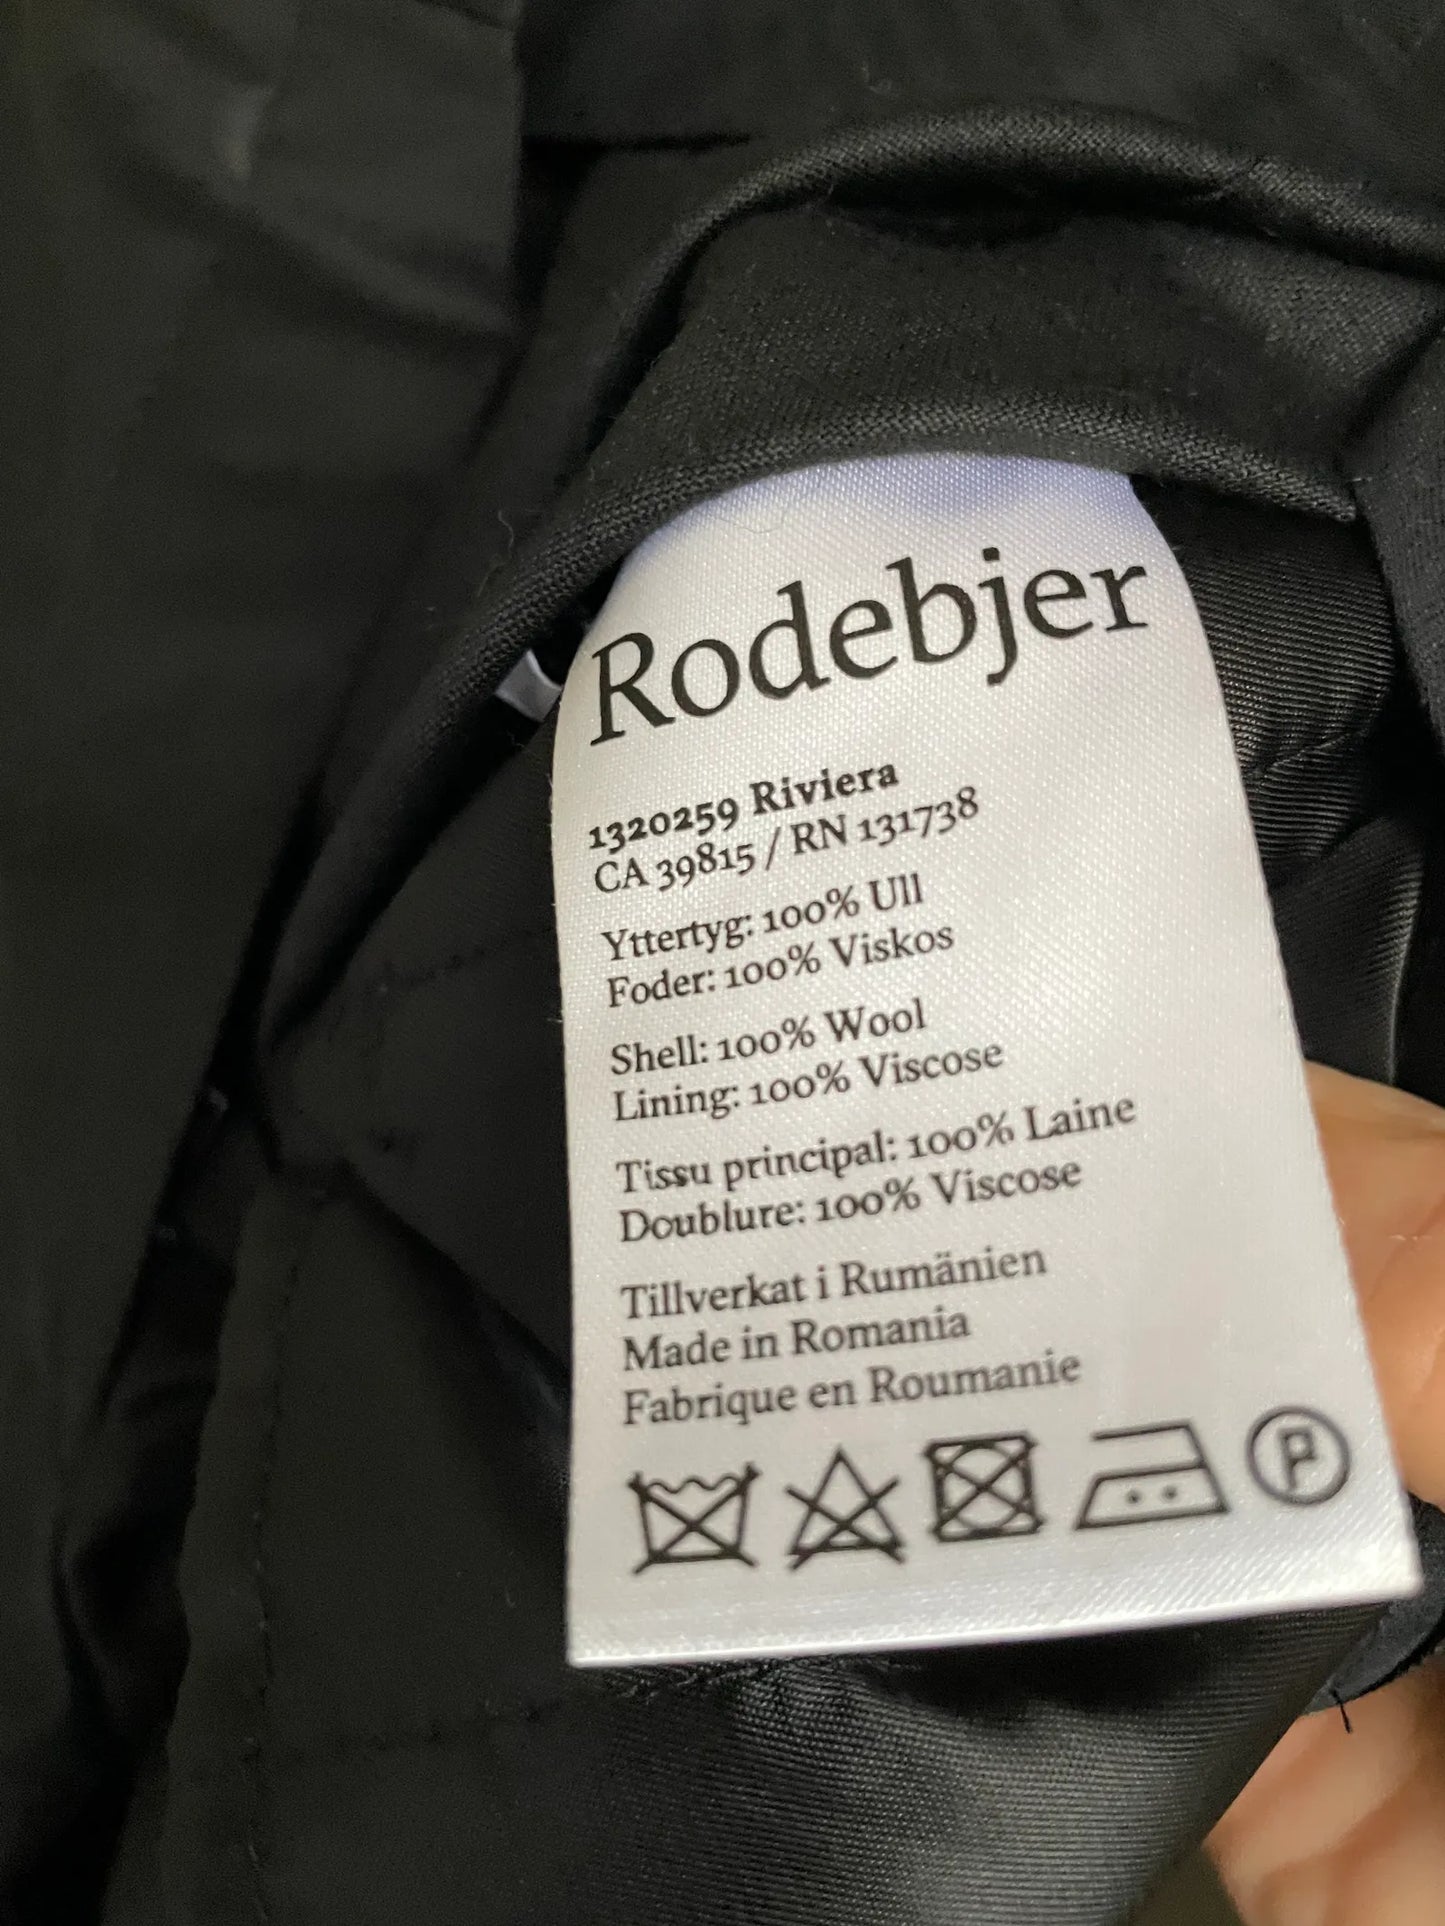 Rodebjer
1320259 Riviera
CA 39815 / RN 131738
Yttertyg: 100% Ull
Foder: 100% Viskos
Shell: 100% Wool
Lining: 100% Viscose
Tissu principal: 100% Laine
Doublure: 100% Viscose
Tillverkat i Rumänien
Made in Romania
Fabrique en Roumanie
P